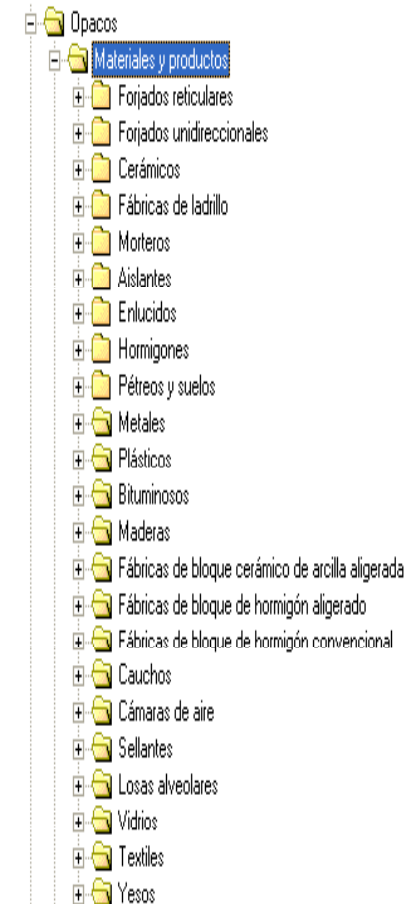 Opacos
Materiales y productos
Forjados reticulares
Forjados unidireccionales
Cerámicos
Fábricas de ladrillo
Morteros
Aislantes
Enlucidos
Hormigones
Pétreos y suelos
Metales
Plásticos
Bituminosos
Maderas
Fábricas de bloque cerámico de arcilla aligerada
Fábricas de bloque de hormigón aligerado
Fábricas de bloque de hormigón convencional
Cauchos
Cámaras de aire
Sellantes
Losas alveolares
Vidrios
Textiles
Yesos